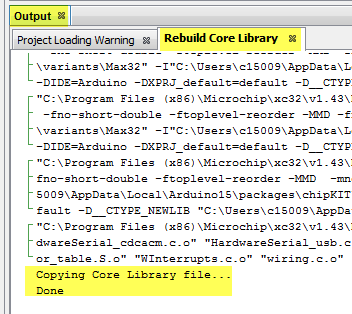 Output
Project Loading Warning Rebuild Core Library
\variants\Max32" -I"C:\Users\c15009\AppData\Lo
-DIDE=Arduino -DXPRJ_default=default -D__CTYP
"C:\Program Files (x86)\Microchip\xc32\v1.43\b
-fno-short-double -ftoplevel-reorder -MMD -f
\variants\Max32" -I"C:\Users\c15009\AppData\Lo
-DIDE=Arduino -DXPRJ_default=default -D__CTYP
"C:\Program Files (x86)\Microchip\xc32\v1.43\b
fno-short-double -ftoplevel-reorder -MMD -mn
5009\AppData\Local\Arduino15\packages\chipKIT
fault -D__CTYPE_NEWLIB "C:\Users\c15009\AppDa
"C:\Program Files (x86)\Microchip\xc32\v1.43\b
dwareSerial_cdcacm.c.o" "HardwareSerial_usb.c
or_table.S.o" "WInterrupts.c.o" "wiring.c.o"
Copying Core Library file...
Done